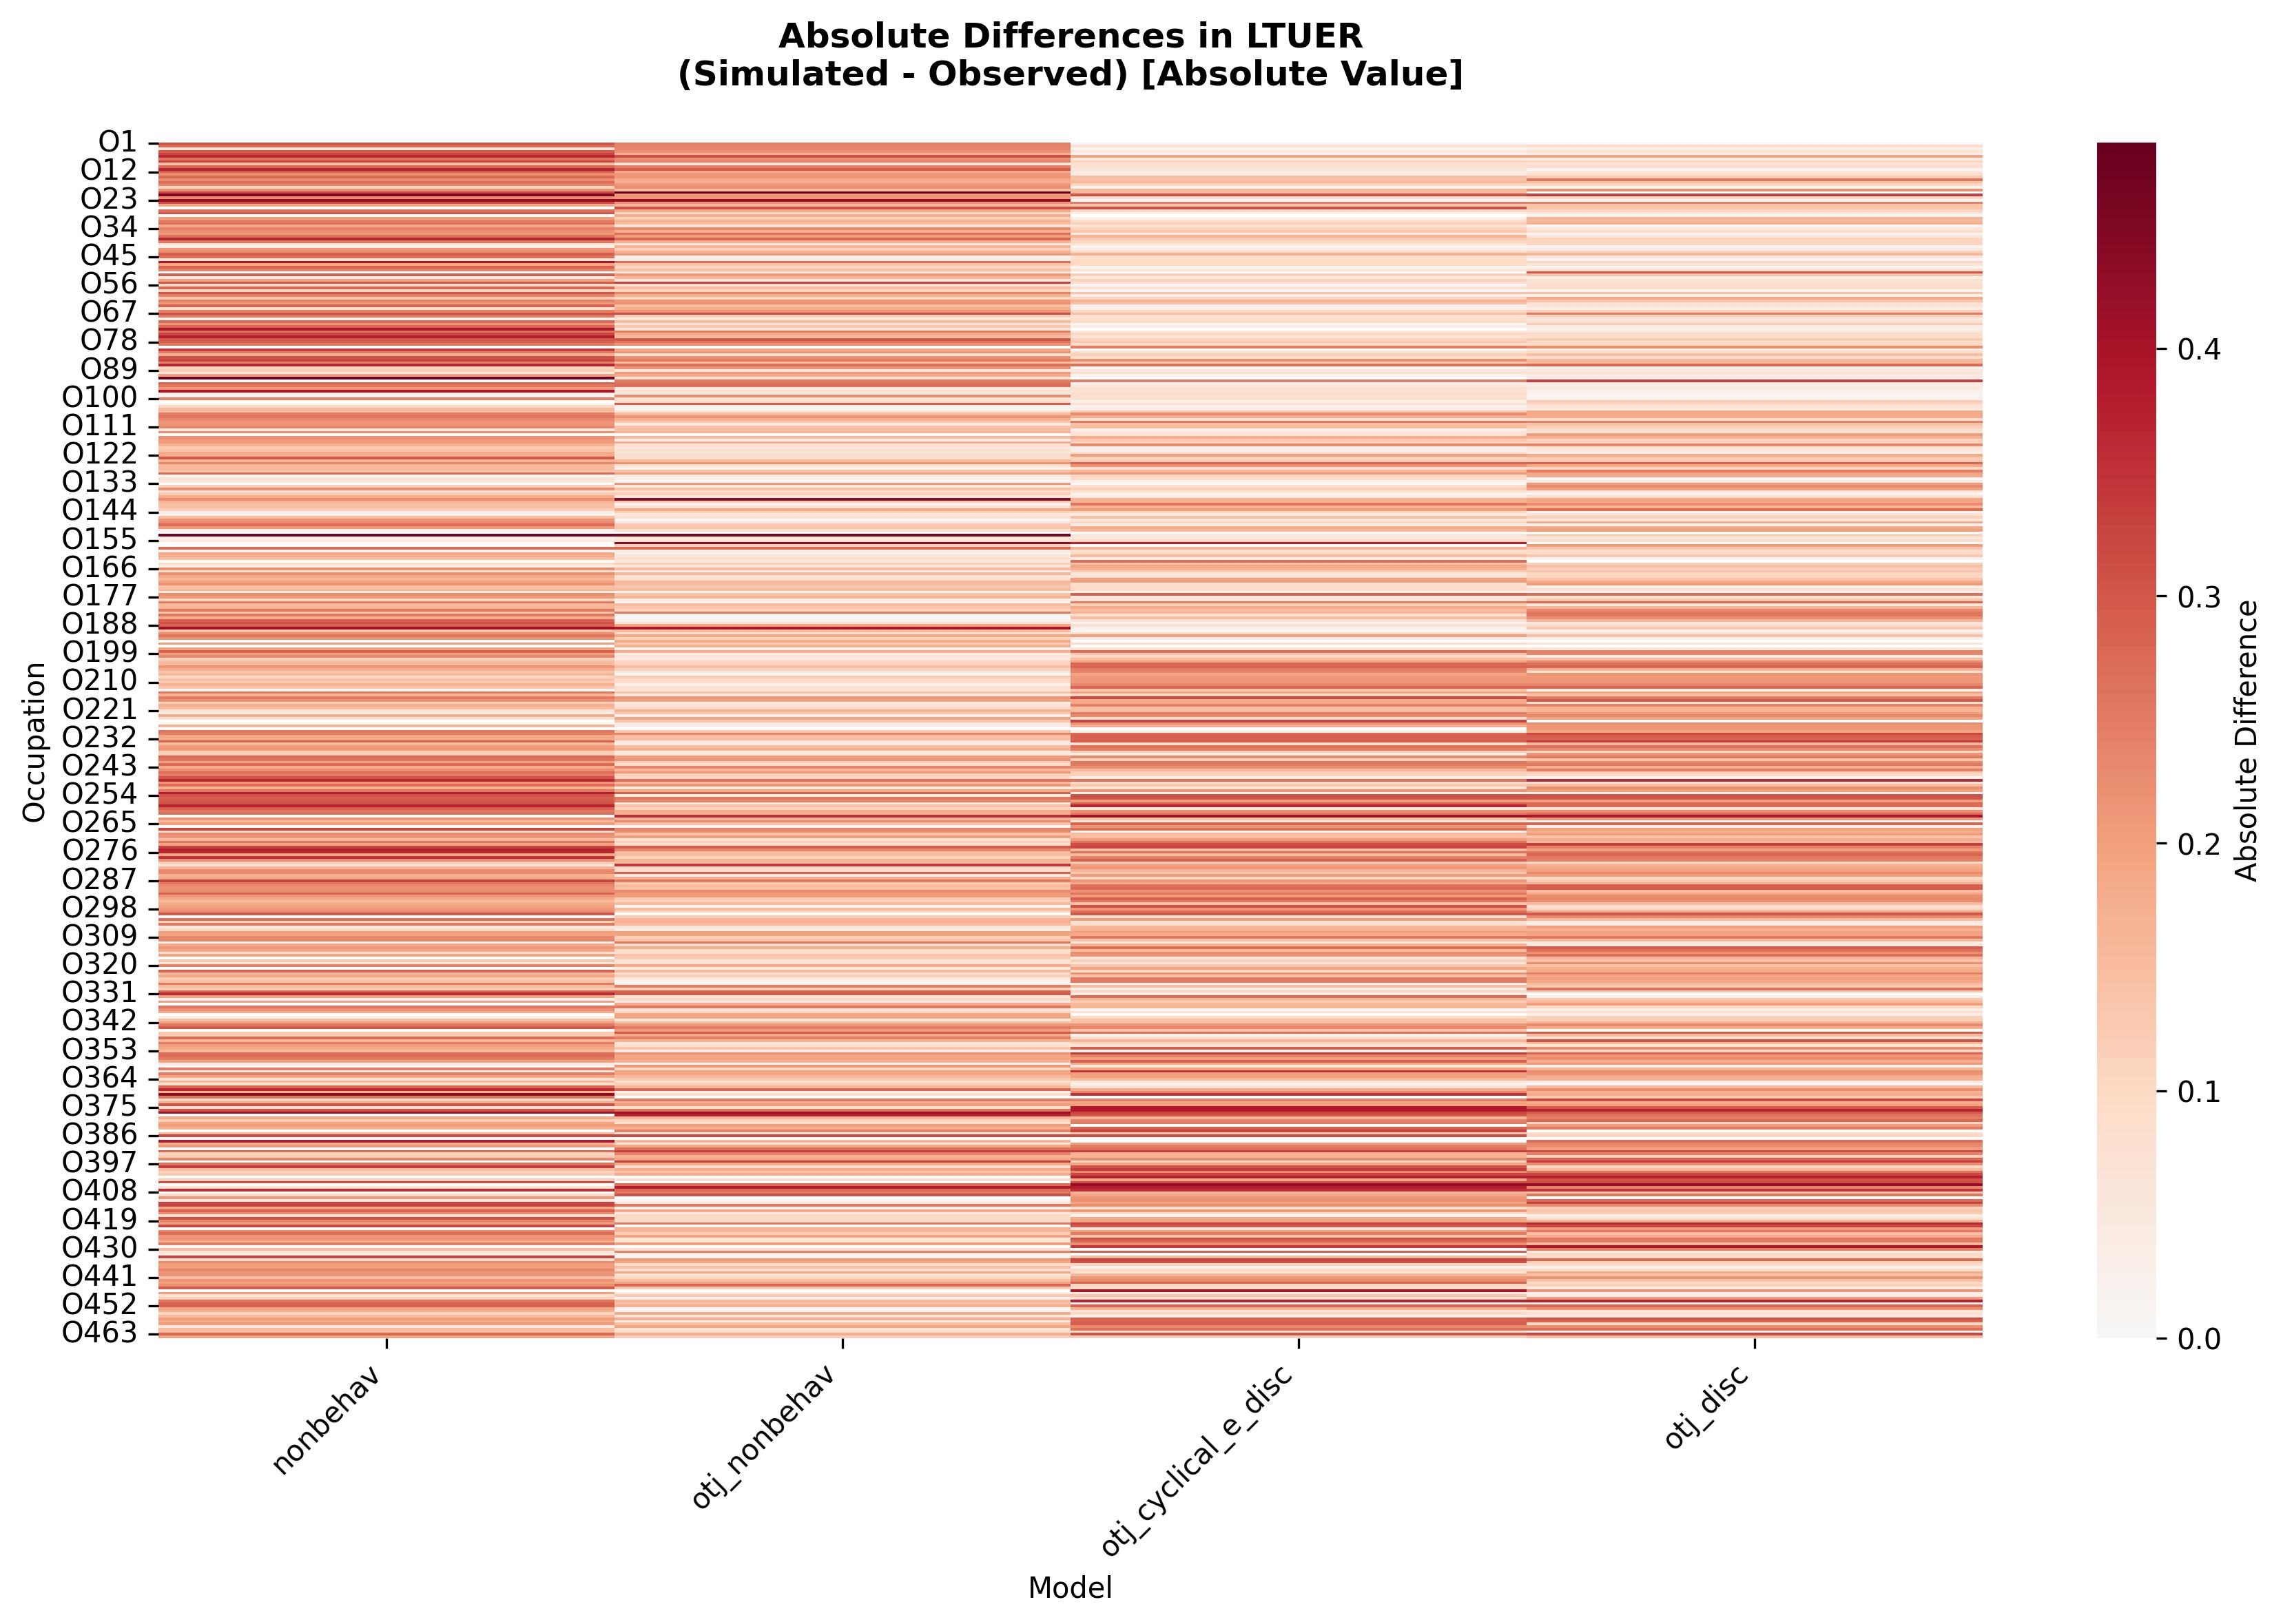 Absolute Differences in LTUER
(Simulated - Observed) [Absolute Value]
O1
O12
O23
O34
O45
O56
O67
O78
O89
O100
O111
O122
O133
O144
O155
O166
O177
O188
O199
O210
O221
O232
O243
O254
O265
O276
O287
O298
O309
O320
O331
O342
O353
O364
O375
O386
O397
O408
O419
O430
O441
O452
O463
Occupation
nonbehav
otj_nonbehav
otj_cyclical_e_disc
otj_disc
Model
0.4
0.3
0.2
0.1
0.0
Absolute Difference